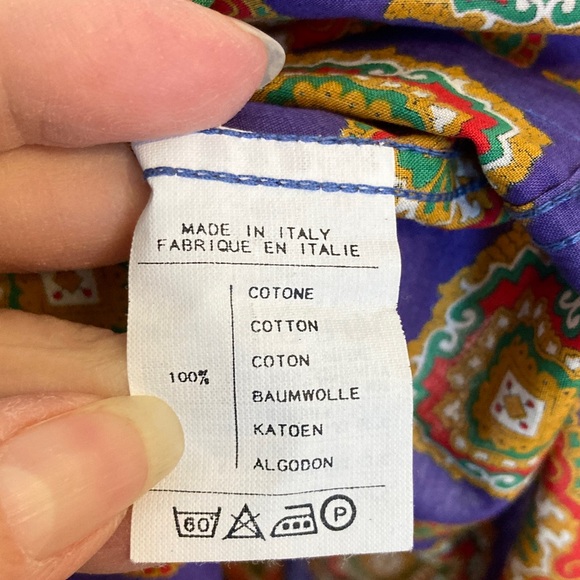 MADE IN ITALY
FABRIQUE EN ITALIE
100%
COTONE
COTTON
COTON
BAUMWOLLE
KATOEN
ALGODON
60 P